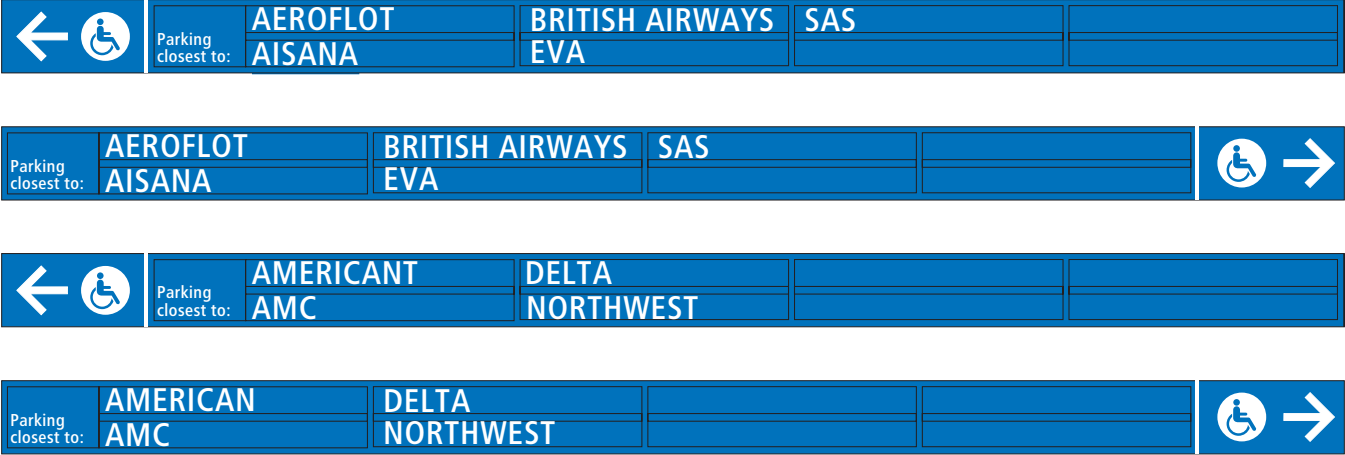 Parking
closest to:
AEROFLOT BRITISH AIRWAYS SAS
AISANA EVA
Parking
closest to:
AEROFLOT BRITISH AIRWAYS SAS
AISANA EVA
Parking
closest to:
AMERICANT DELTA
AMC NORTHWEST
Parking
closest to:
AMERICAN DELTA
AMC NORTHWEST